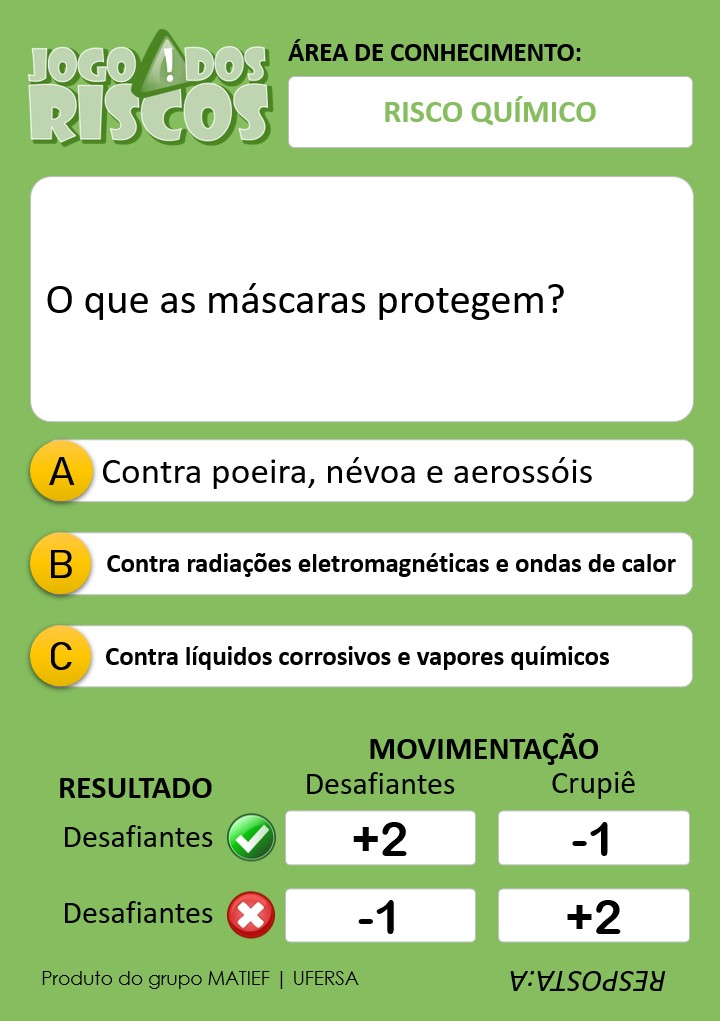 JOGO DOS
RISCOS
ÁREA DE CONHECIMENTO:
RISCO QUÍMICO
O que as máscaras protegem?
A Contra poeira, névoa e aerossóis
B Contra radiações eletromagnéticas e ondas de calor
C Contra líquidos corrosivos e vapores químicos
MOVIMENTAÇÃO
RESULTADO Desafiantes Crupiê
Desafiantes +2 -1
Desafiantes -1 +2
Produto do grupo MATIEF | UFERSA
RESPOSTA:A